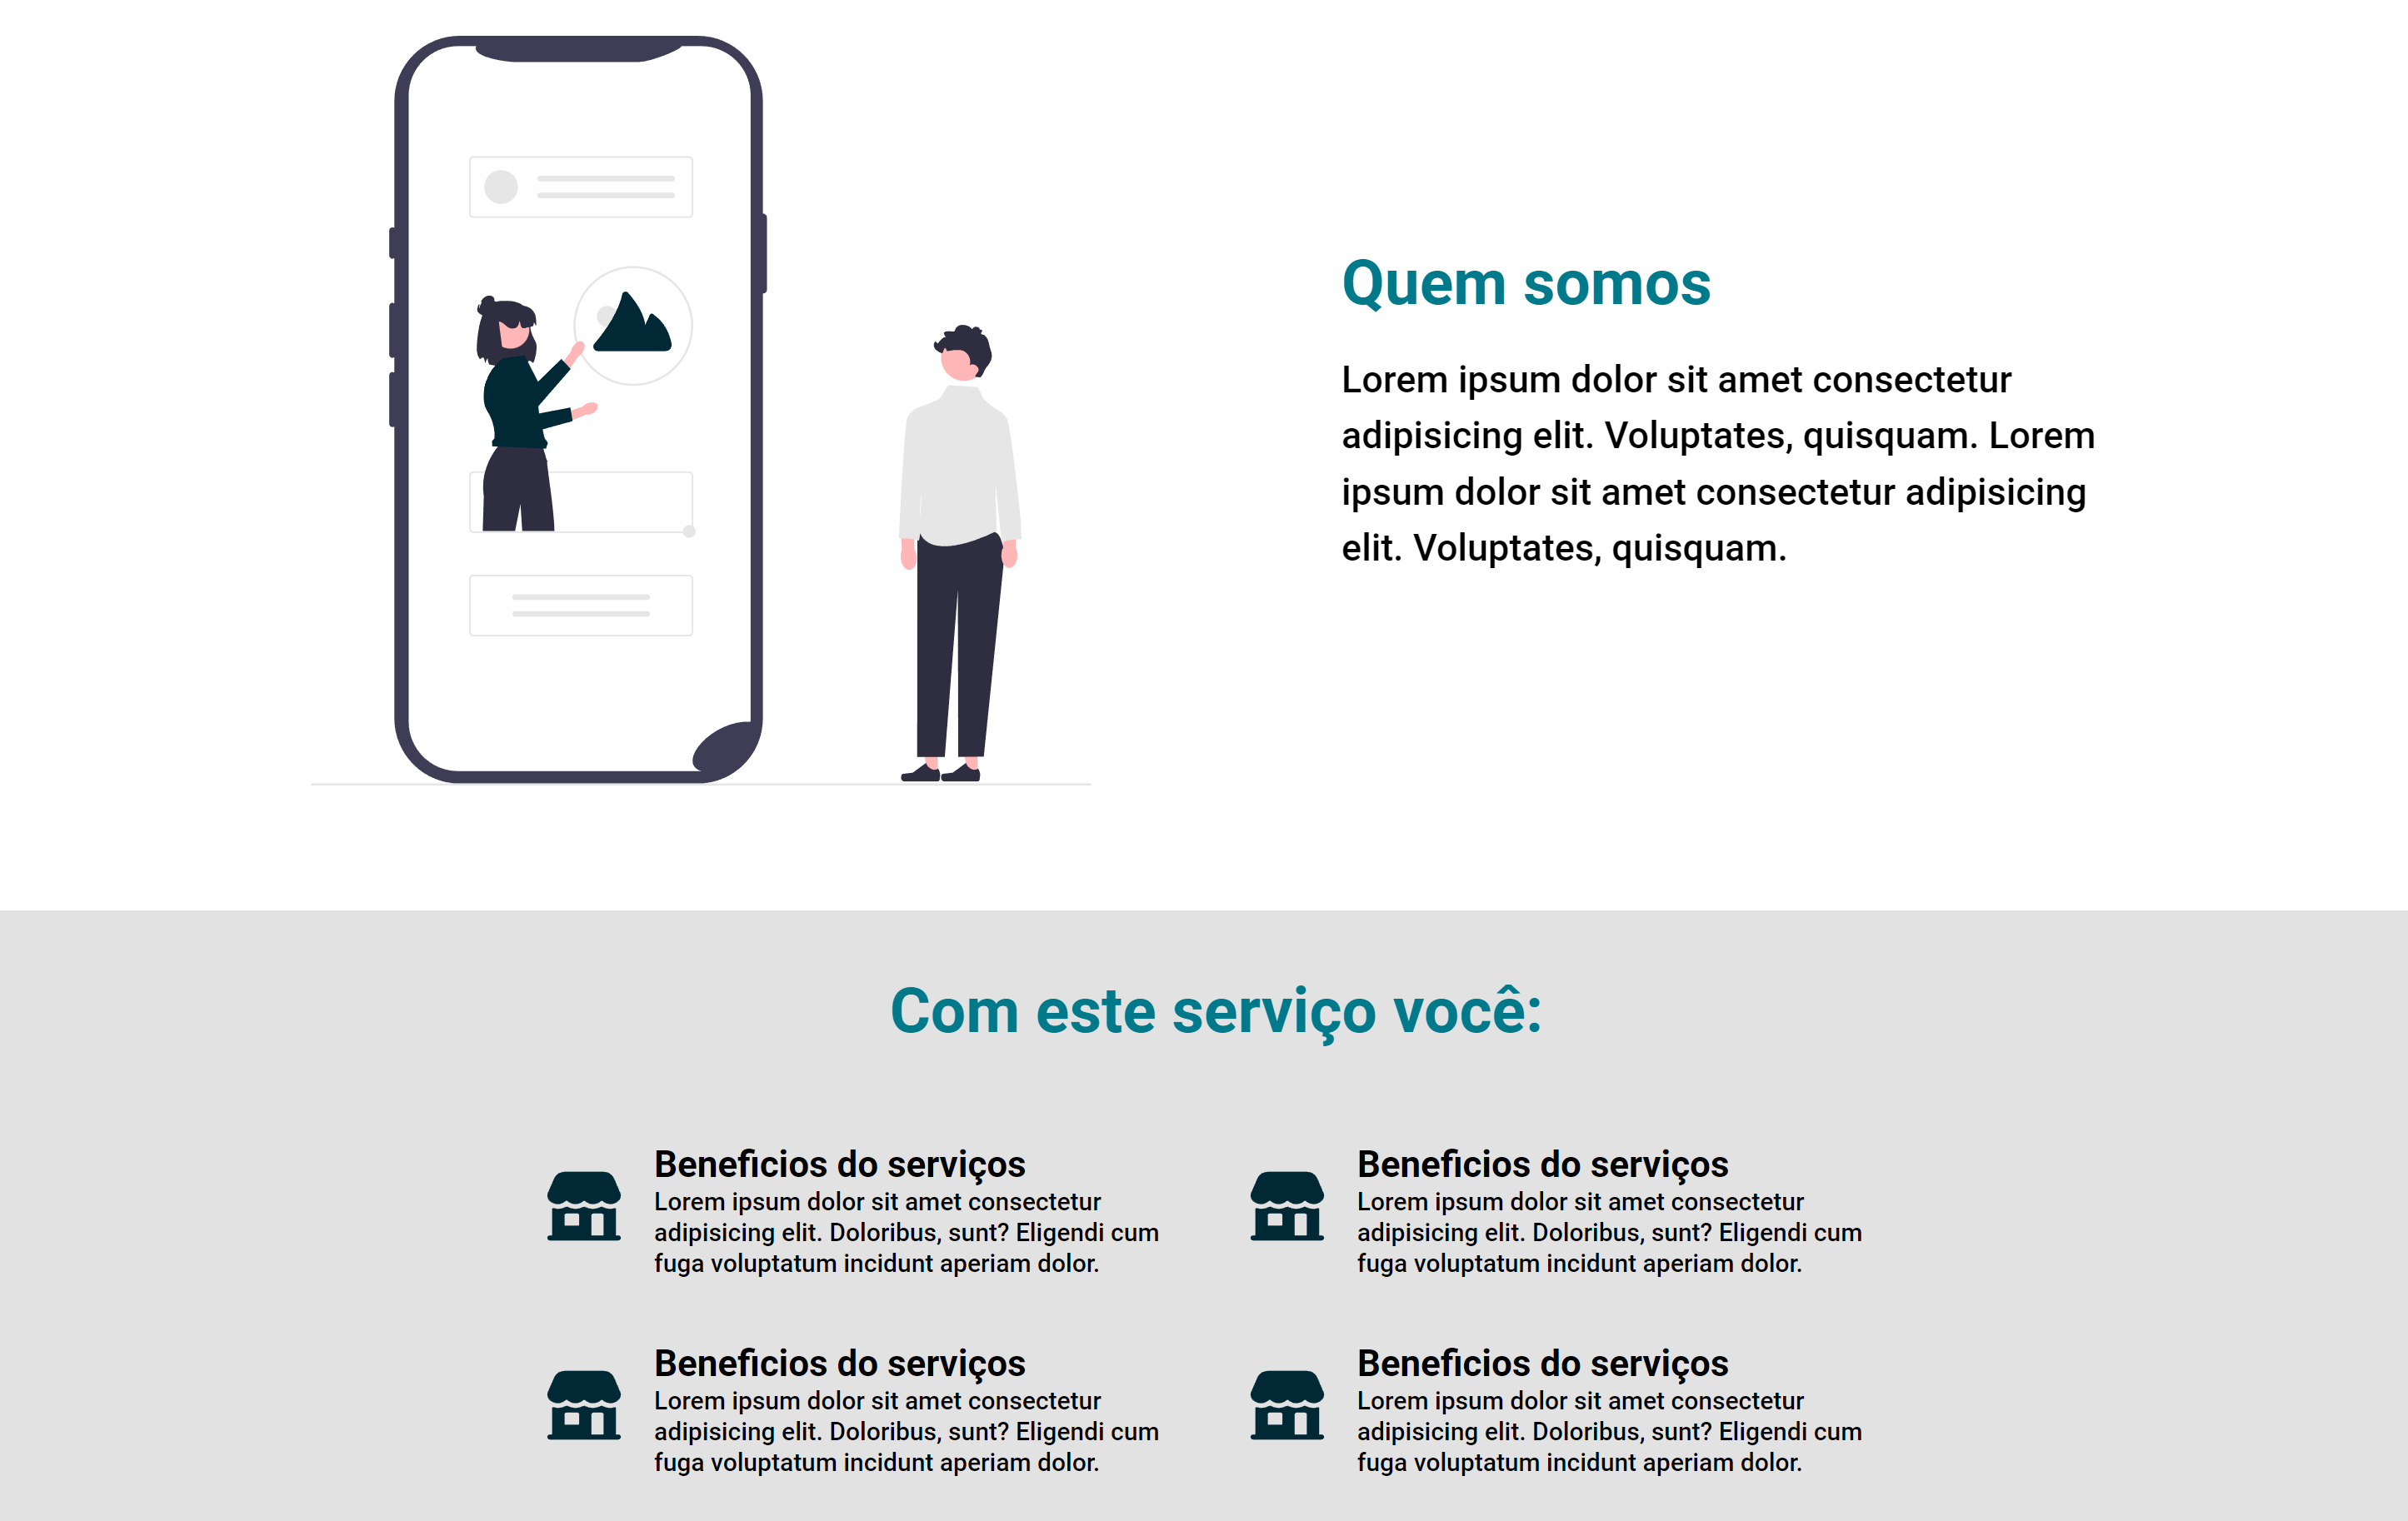 Quem somos
Lorem ipsum dolor sit amet consectetur
adipisicing elit. Voluptates, quisquam. Lorem
ipsum dolor sit amet consectetur adipisicing
elit. Voluptates, quisquam.
Com este serviço você:
Beneficios do serviços
Lorem ipsum dolor sit amet consectetur
adipisicing elit. Doloribus, sunt? Eligendi cum
fuga voluptatum incidunt aperiam dolor.
Beneficios do serviços
Lorem ipsum dolor sit amet consectetur
adipisicing elit. Doloribus, sunt? Eligendi cum
fuga voluptatum incidunt aperiam dolor.
Beneficios do serviços
Lorem ipsum dolor sit amet consectetur
adipisicing elit. Doloribus, sunt? Eligendi cum
fuga voluptatum incidunt aperiam dolor.
Beneficios do serviços
Lorem ipsum dolor sit amet consectetur
adipisicing elit. Doloribus, sunt? Eligendi cum
fuga voluptatum incidunt aperiam dolor.